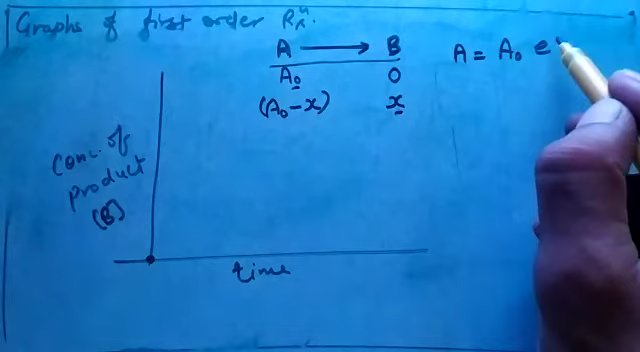 Graphs of first order Rxⁿ.
A ⟶ B
A₀ 0
(A₀-x) x
A = A₀ e
Conc. of
product
(B)
time